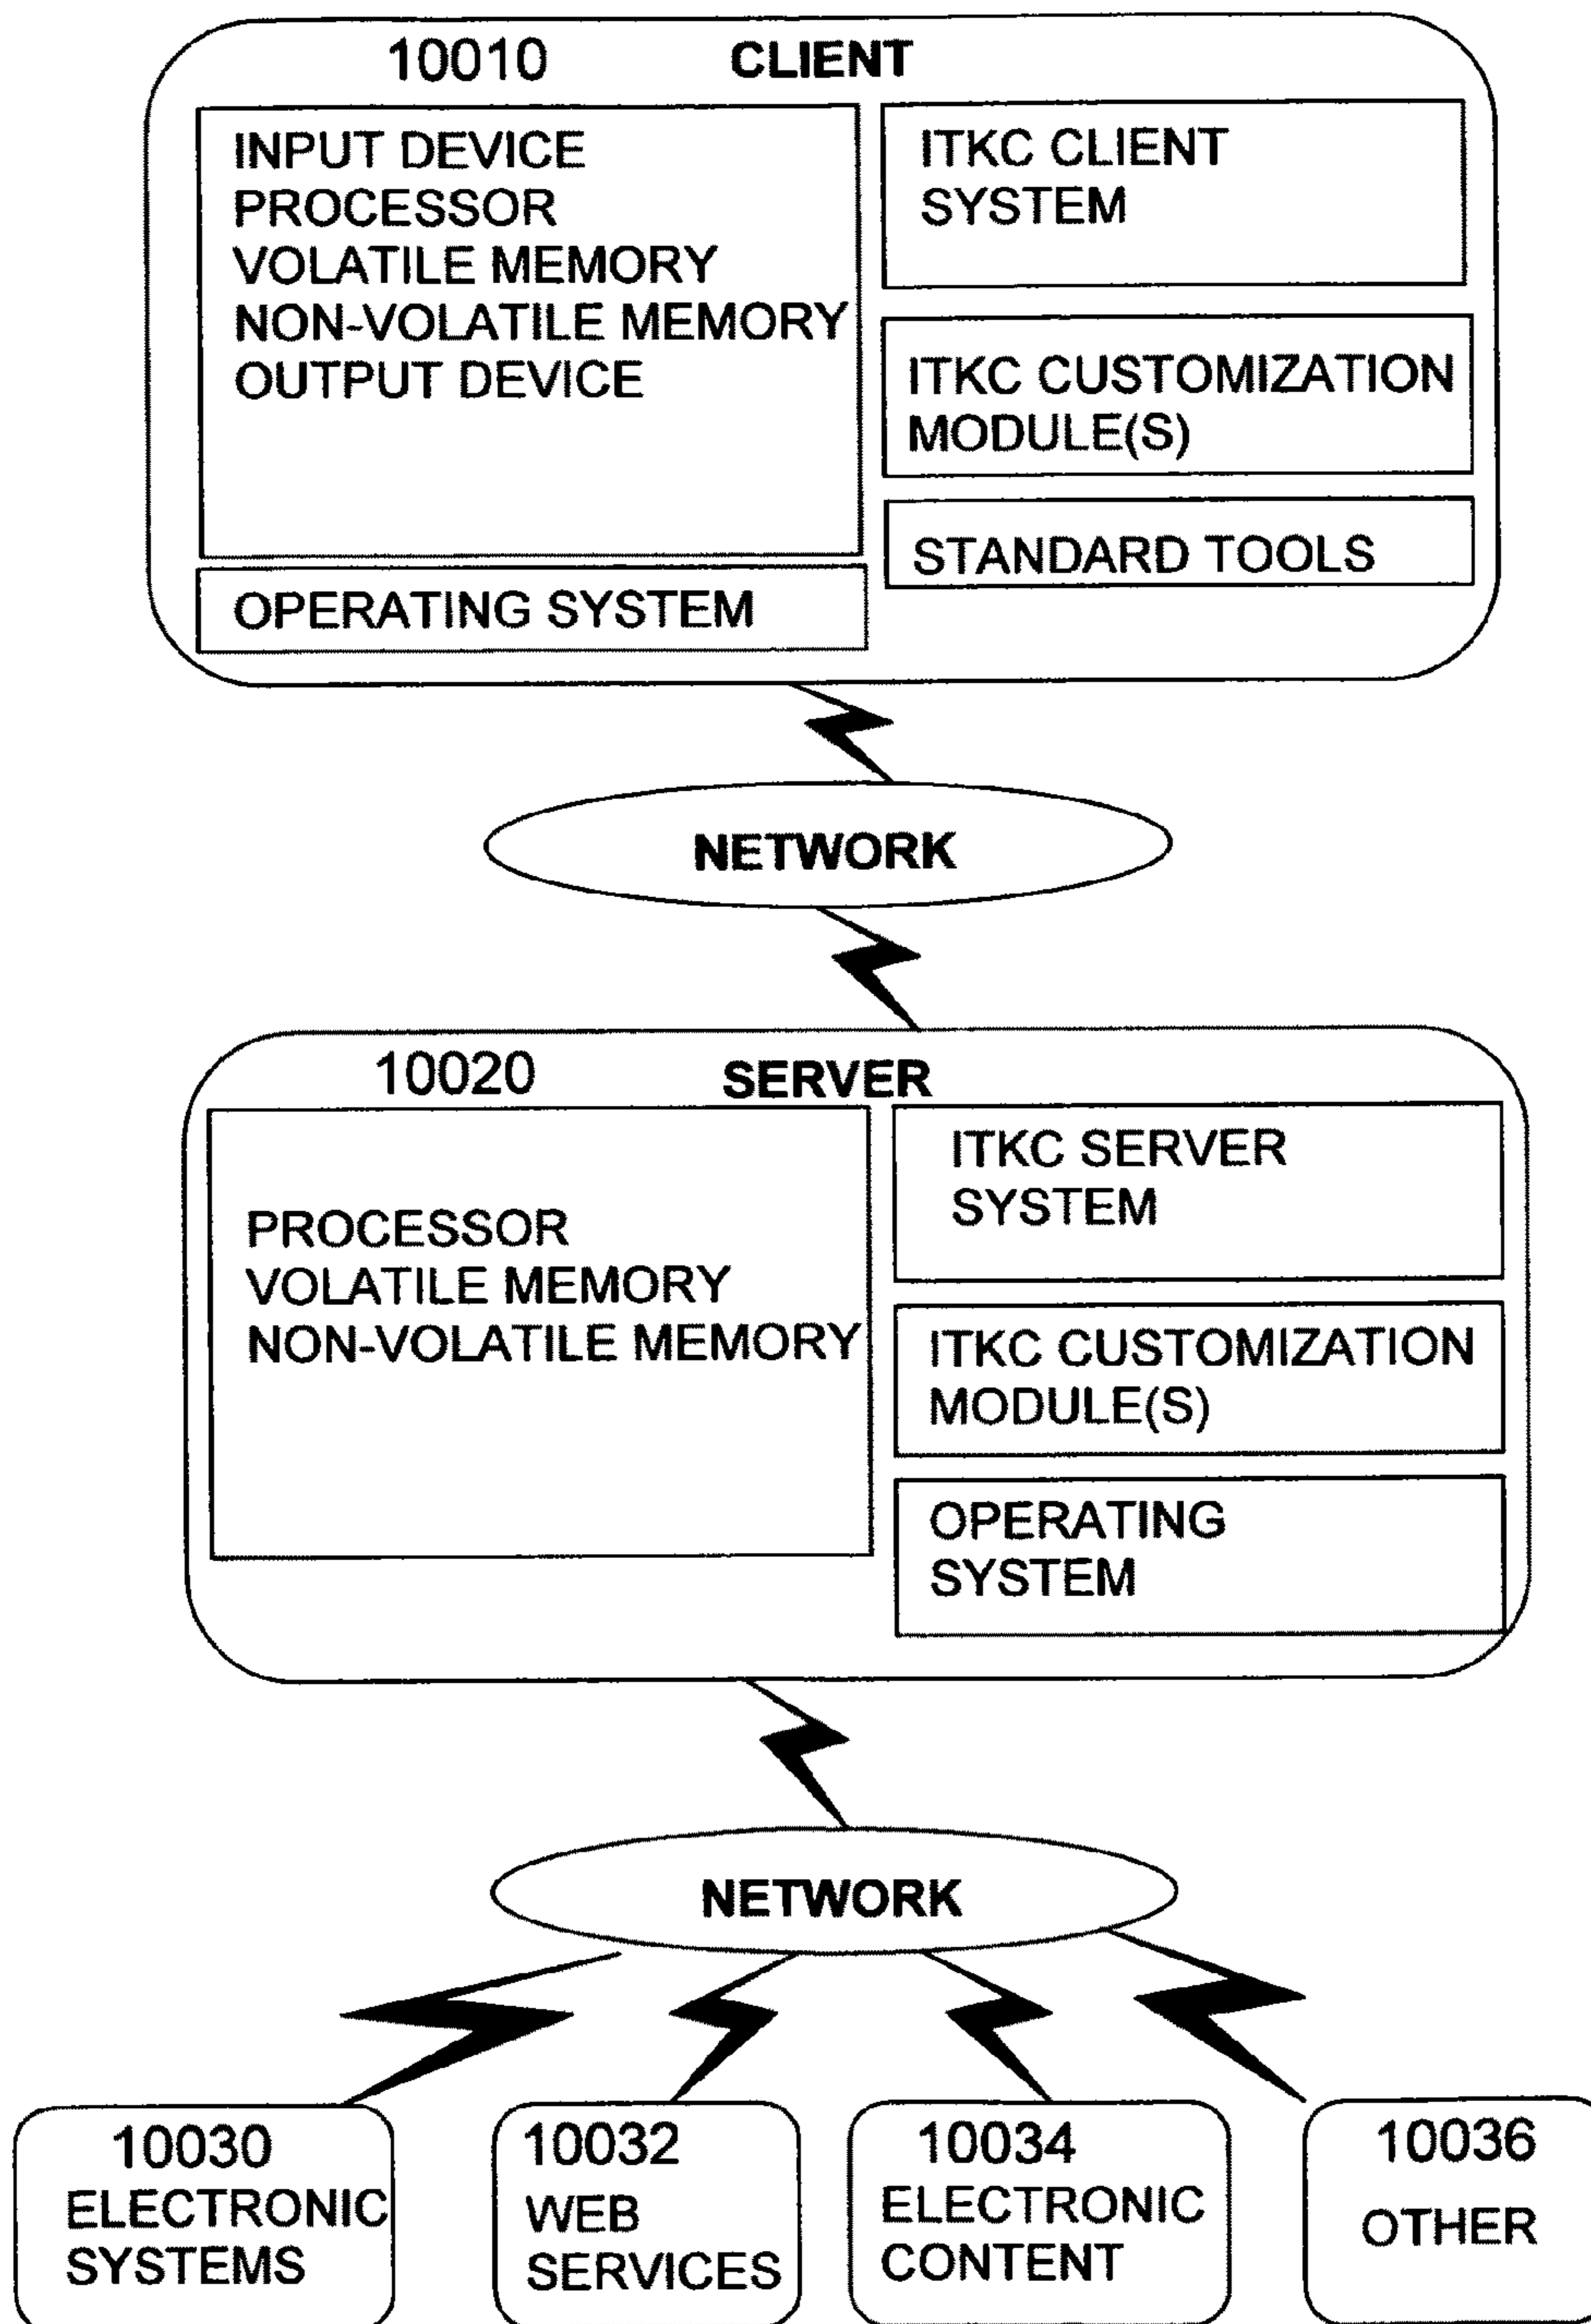 10010 CLIENT
INPUT DEVICE
PROCESSOR
VOLATILE MEMORY
NON-VOLATILE MEMORY
OUTPUT DEVICE
OPERATING SYSTEM
ITKC CLIENT
SYSTEM
ITKC CUSTOMIZATION
MODULE(S)
STANDARD TOOLS
NETWORK
10020 SERVER
PROCESSOR
VOLATILE MEMORY
NON-VOLATILE MEMORY
ITKC SERVER
SYSTEM
ITKC CUSTOMIZATION
MODULE(S)
OPERATING
SYSTEM
NETWORK
10030
ELECTRONIC
SYSTEMS
10032
WEB
SERVICES
10034
ELECTRONIC
CONTENT
10036
OTHER